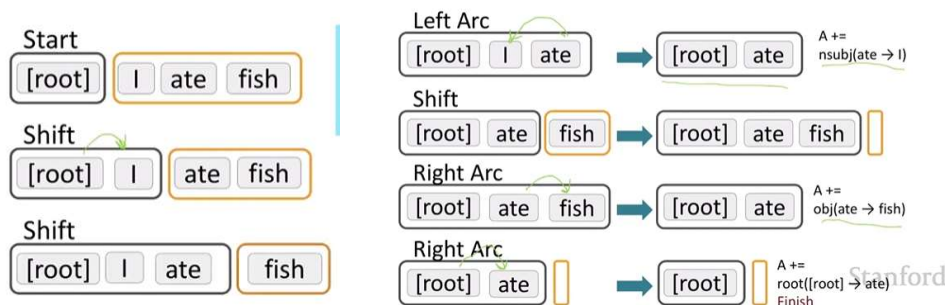 Start
[root] I ate fish
Shift
[root] I ate fish
Shift
[root] I ate fish
Left Arc
[root] I ate [root] ate A +=
nsubj(ate → I)
Shift
[root] ate fish [root] ate fish
Right Arc
[root] ate fish [root] ate A +=
obj(ate → fish)
Right Arc
[root] ate [root] A +=
root([root] → ate)
Finish
Stanford